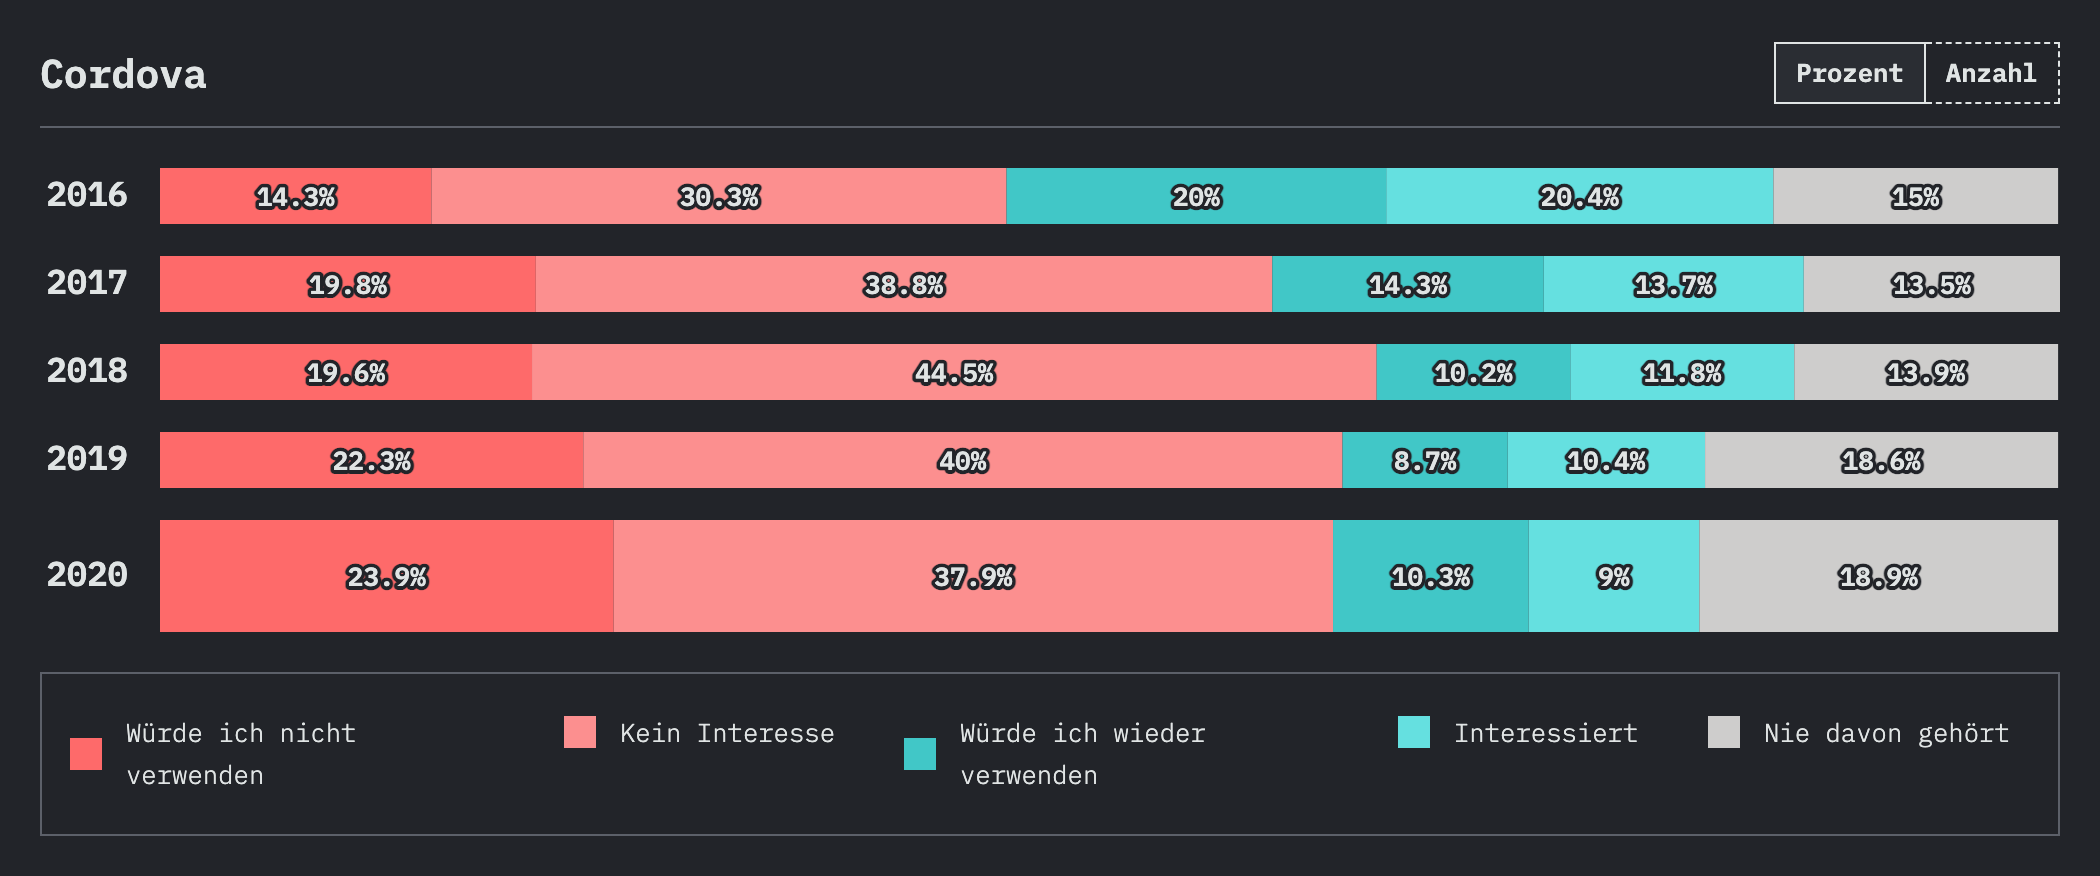 Cordova
Prozent Anzahl
2016 14.3% 30.3% 20% 20.4% 15%
2017 19.8% 38.8% 14.3% 13.7% 13.5%
2018 19.6% 44.5% 10.2% 11.8% 13.9%
2019 22.3% 40% 8.7% 10.4% 18.6%
2020 23.9% 37.9% 10.3% 9% 18.9%
Würde ich nicht
verwenden
Kein Interesse
Würde ich wieder
verwenden
Interessiert
Nie davon gehört